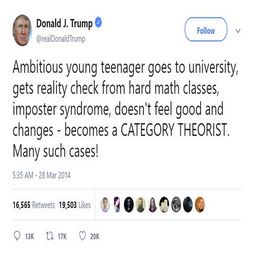 Donald J. Trump
@realDonaldTrump
Follow
Ambitious young teenager goes to university,
gets reality check from hard math classes,
imposter syndrome, doesn't feel good and
changes - becomes a CATEGORY THEORIST.
Many such cases!
5:35 AM - 28 Mar 2014
16,565 Retweets 19,503 Likes
13K 17K 20K